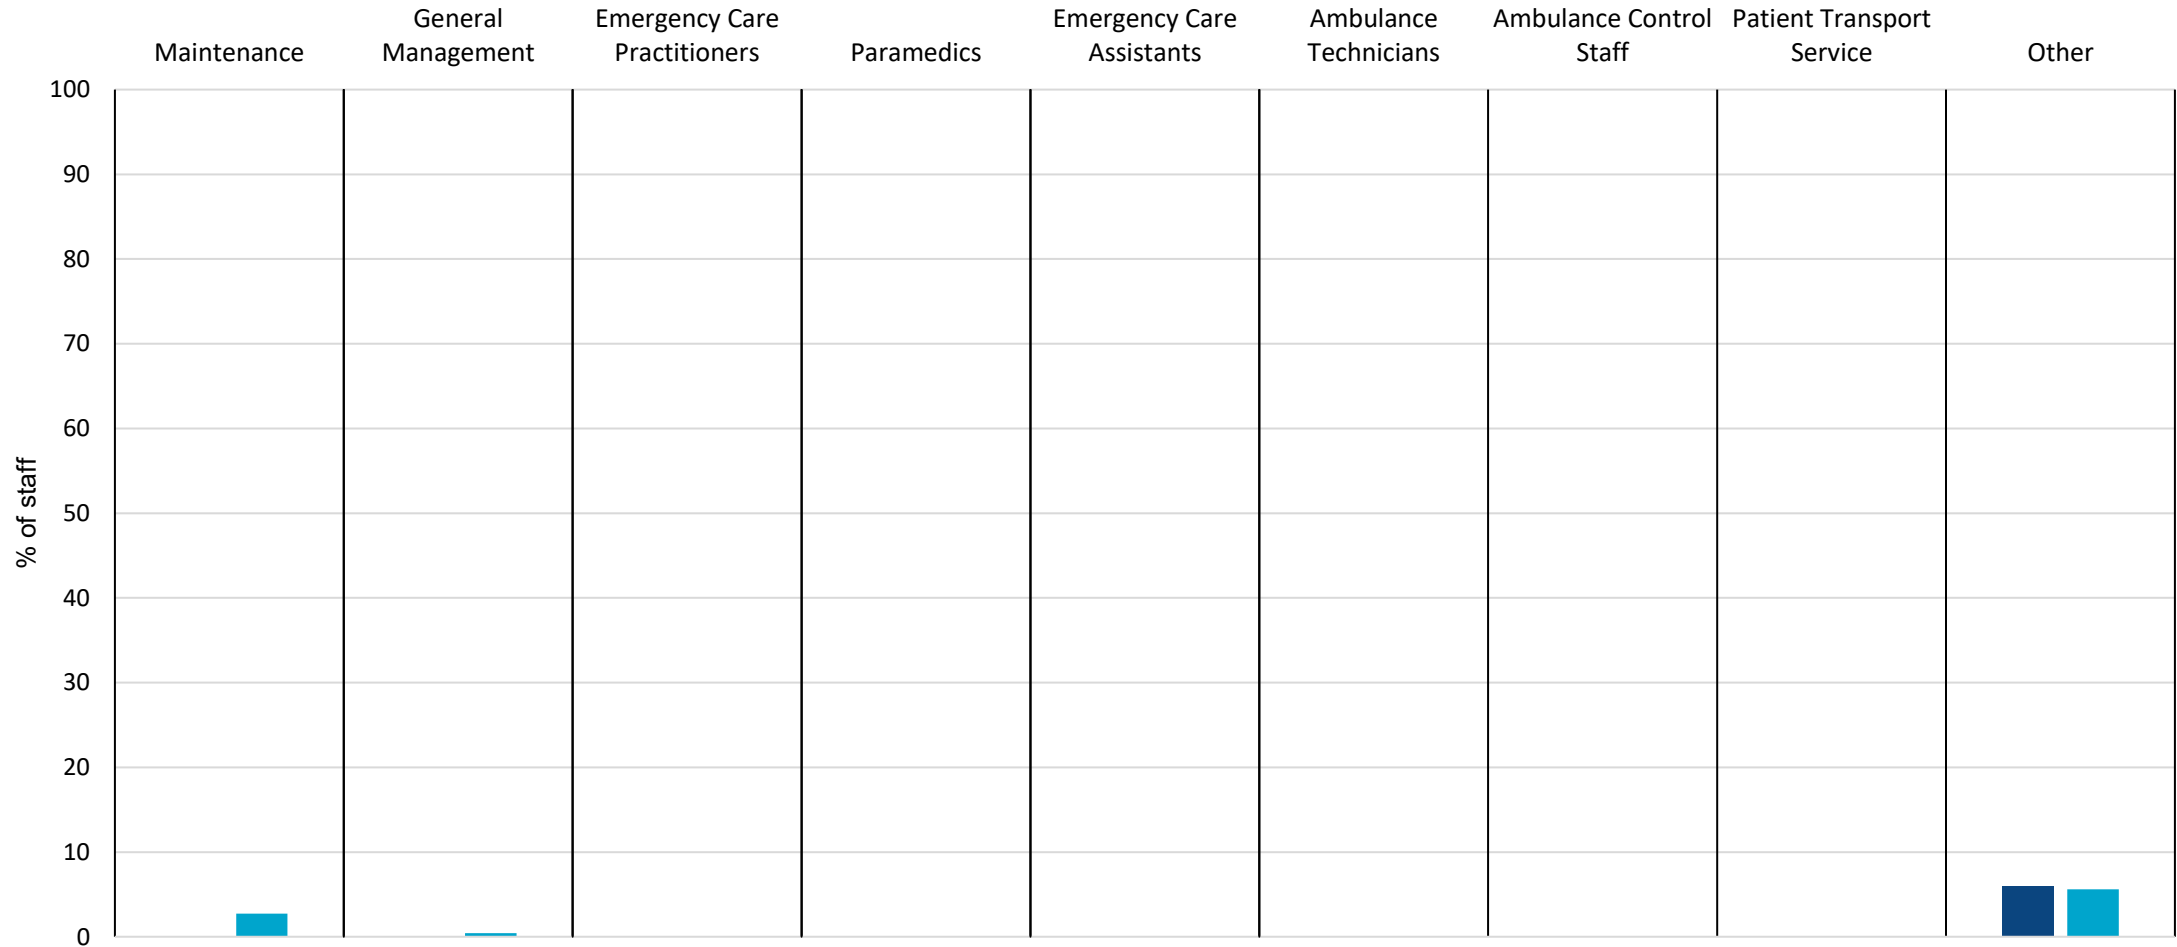 Maintenance
General
Management
Emergency Care
Practitioners
Paramedics
Emergency Care
Assistants
Ambulance
Technicians
Ambulance Control
Staff
Patient Transport
Service
Other
100
90
80
70
60
50
40
30
20
10
0
% of staff